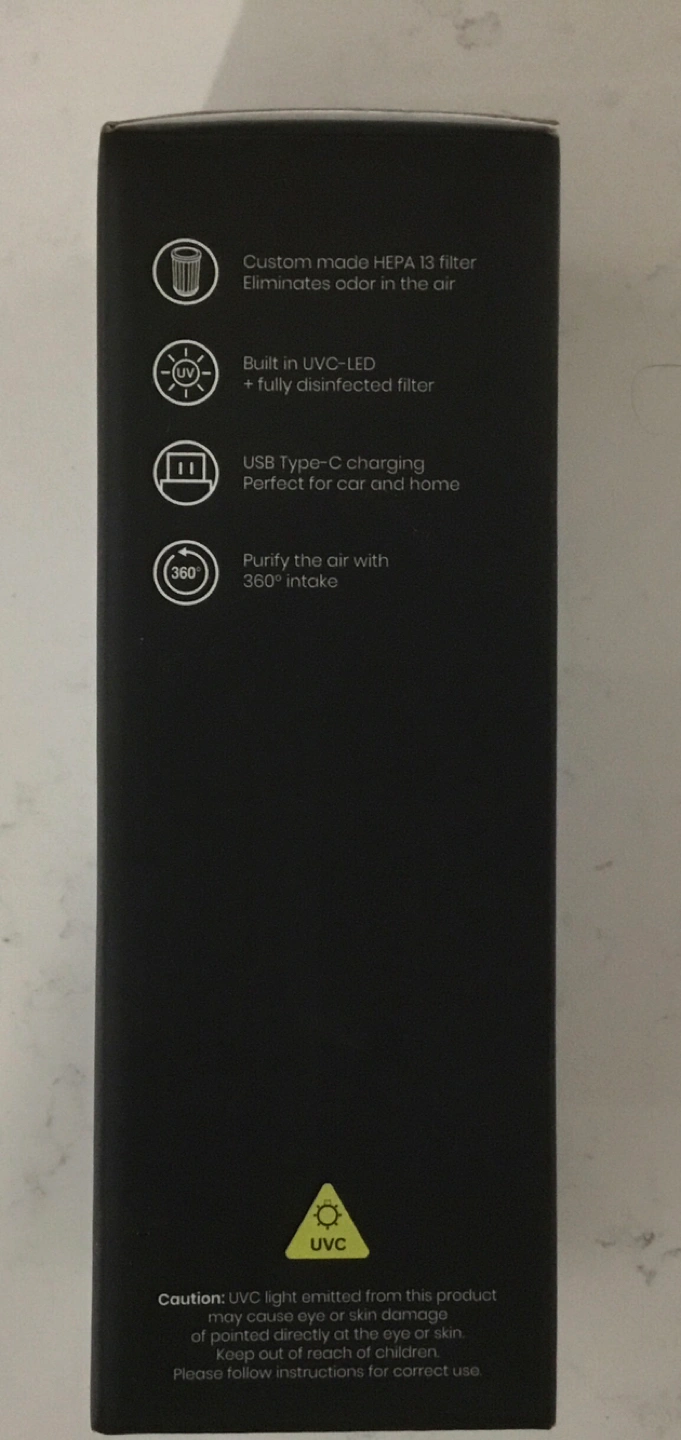 Custom made HEPA 13 filter
Eliminates odor in the air
UV
Built in UVC-LED
+ fully disinfected filter
USB Type-C charging
Perfect for car and home
360°
Purify the air with
360° intake
UVC
Caution: UVC light emitted from this product
may cause eye or skin damage
of pointed directly at the eye or skin.
Keep out of reach of children.
Please follow instructions for correct use.